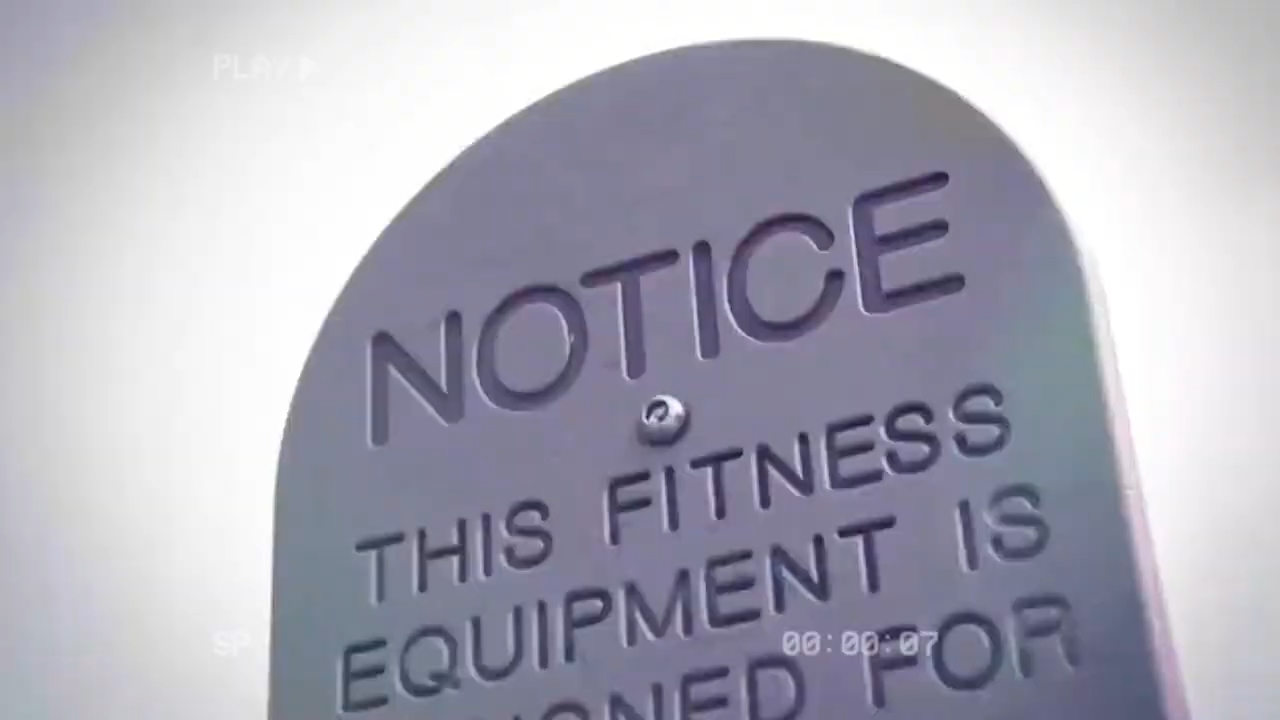 PLAY
NOTICE
THIS FITNESS
EQUIPMENT IS
FOR
SP
00:00:07